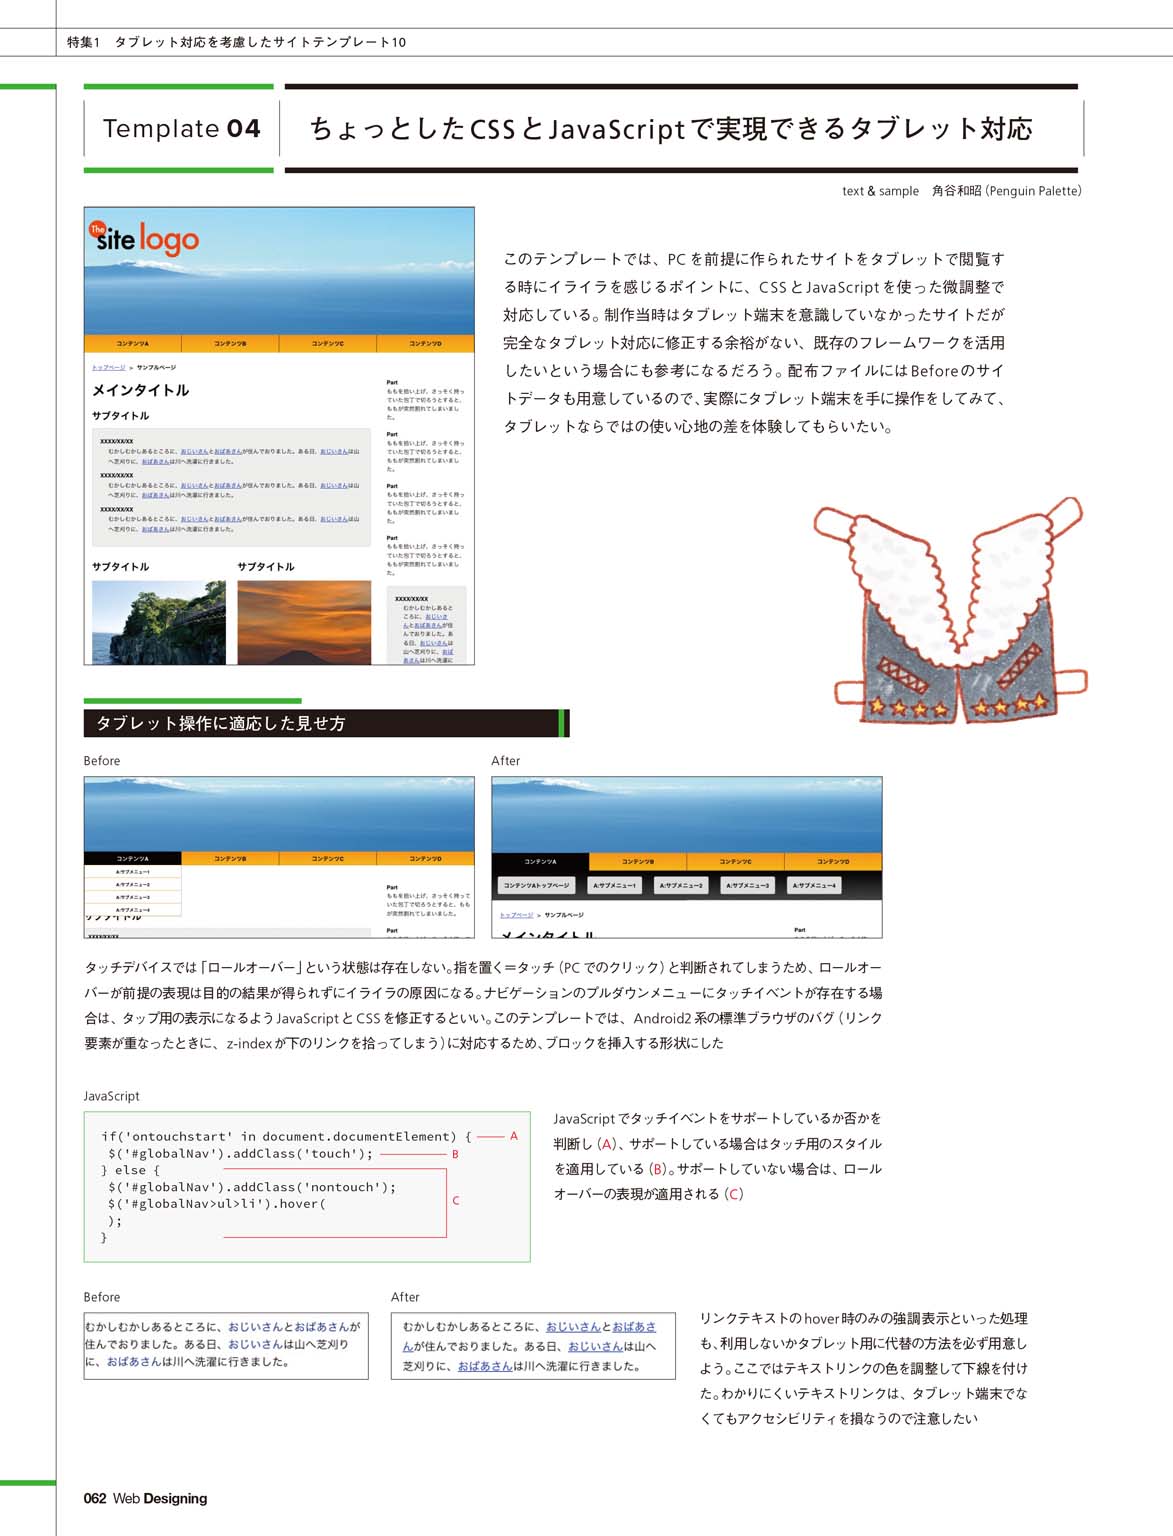 特集1　タブレット対応を考慮したサイトテンプレート10
Template 04
ちょっとしたCSSとJavaScriptで実現できるタブレット対応
text & sample　角谷和昭（Penguin Palette）
The site logo
コンテンツA
コンテンツB
コンテンツC
コンテンツD
トップページ > サンプルページ
メインタイトル
サブタイトル
XXXX/XX/XX
むかしむかしあるところに、おじいさんとおばあさんが住んでおりました。ある日、おじいさんは山
へ芝刈りに、おばあさんは川へ洗濯に行きました。
XXXX/XX/XX
むかしむかしあるところに、おじいさんとおばあさんが住んでおりました。ある日、おじいさんは山
へ芝刈りに、おばあさんは川へ洗濯に行きました。
XXXX/XX/XX
むかしむかしあるところに、おじいさんとおばあさんが住んでおりました。ある日、おじいさんは山
へ芝刈りに、おばあさんは川へ洗濯に行きました。
サブタイトル
サブタイトル
Part
ももを拾い上げ、さっそく持っ
ていた包丁で切ろうとすると、
ももが突然割れてしまいまし
た。
Part
ももを拾い上げ、さっそく持っ
ていた包丁で切ろうとすると、
ももが突然割れてしまいまし
た。
Part
ももを拾い上げ、さっそく持っ
ていた包丁で切ろうとすると、
ももが突然割れてしまいまし
た。
Part
ももを拾い上げ、さっそく持っ
ていた包丁で切ろうとすると、
ももが突然割れてしまいまし
た。
XXXX/XX/XX
むかしむかしあると
ころに、おじいさ
んとおばあさんが住
んでおりました。あ
る日、おじいさんは
山へ芝刈りに、おば
あさんは川へ洗濯に
このテンプレートでは、PCを前提に作られたサイトをタブレットで閲覧す
る時にイライラを感じるポイントに、CSSとJavaScriptを使った微調整で
対応している。制作当時はタブレット端末を意識していなかったサイトだが
完全なタブレット対応に修正する余裕がない、既存のフレームワークを活用
したいという場合にも参考になるだろう。配布ファイルにはBeforeのサイ
トデータも用意しているので、実際にタブレット端末を手に操作をしてみて、
タブレットならではの使い心地の差を体験してもらいたい。
タブレット操作に適応した見せ方
Before
コンテンツA
コンテンツB
コンテンツC
コンテンツD
A:サブメニュー1
A:サブメニュー2
A:サブメニュー3
A:サブメニュー4
サブタイトル
XXXX/XX/XX
Part
ももを拾い上げ、さっそく持って
いた包丁で切ろうとすると、もも
が突然割れてしまいました。
Part
After
コンテンツA
コンテンツB
コンテンツC
コンテンツD
コンテンツAトップページ
A:サブメニュー1
A:サブメニュー2
A:サブメニュー3
A:サブメニュー4
トップページ > サンプルページ
メインタイトル
Part
タッチデバイスでは「ロールオーバー」という状態は存在しない。指を置く＝タッチ（PCでのクリック）と判断されてしまうため、ロールオー
バーが前提の表現は目的の結果が得られずにイライラの原因になる。ナビゲーションのプルダウンメニューにタッチイベントが存在する場
合は、タップ用の表示になるようJavaScriptとCSSを修正するといい。このテンプレートでは、Android2系の標準ブラウザのバグ（リンク
要素が重なったときに、z-indexが下のリンクを拾ってしまう）に対応するため、ブロックを挿入する形状にした
JavaScript
if('ontouchstart' in document.documentElement) { A
$('#globalNav').addClass('touch'); B
} else {
$('#globalNav').addClass('nontouch');
$('#globalNav>ul>li').hover( C
);
}
JavaScriptでタッチイベントをサポートしているか否かを
判断し（A）、サポートしている場合はタッチ用のスタイル
を適用している（B）。サポートしていない場合は、ロール
オーバーの表現が適用される（C）
Before
むかしむかしあるところに、おじいさんとおばあさんが
住んでおりました。ある日、おじいさんは山へ芝刈り
に、おばあさんは川へ洗濯に行きました。
After
むかしむかしあるところに、おじいさんとおばあさ
んが住んでおりました。ある日、おじいさんは山へ
芝刈りに、おばあさんは川へ洗濯に行きました。
リンクテキストのhover時のみの強調表示といった処理
も、利用しないかタブレット用に代替の方法を必ず用意し
よう。ここではテキストリンクの色を調整して下線を付け
た。わかりにくいテキストリンクは、タブレット端末でな
くてもアクセシビリティを損なうので注意したい
062 Web Designing